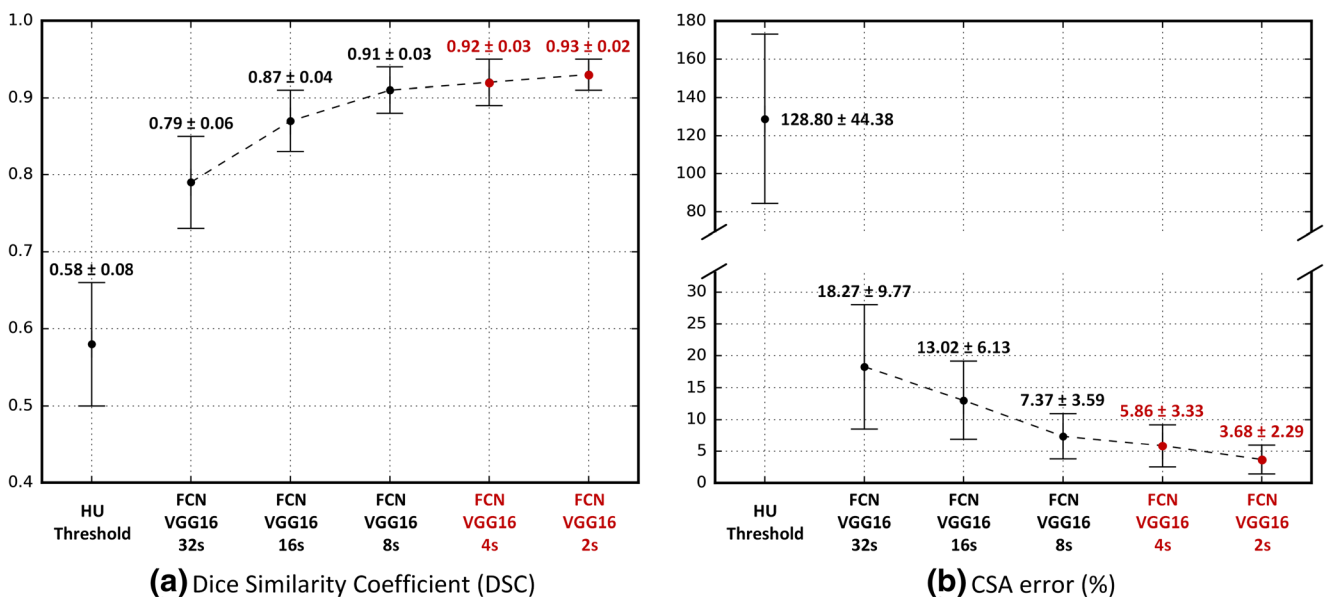 1.0
0.9
0.8
0.7
0.6
0.5
0.4
0.58 ± 0.08
0.79 ± 0.06
0.87 ± 0.04
0.91 ± 0.03
0.92 ± 0.03
0.93 ± 0.02
HU
Threshold
FCN
VGG16
32s
FCN
VGG16
16s
FCN
VGG16
8s
FCN
VGG16
4s
FCN
VGG16
2s
(a) Dice Similarity Coefficient (DSC)
180
160
140
120
100
80
30
25
20
15
10
5
0
128.80 ± 44.38
18.27 ± 9.77
13.02 ± 6.13
7.37 ± 3.59
5.86 ± 3.33
3.68 ± 2.29
HU
Threshold
FCN
VGG16
32s
FCN
VGG16
16s
FCN
VGG16
8s
FCN
VGG16
4s
FCN
VGG16
2s
(b) CSA error (%)